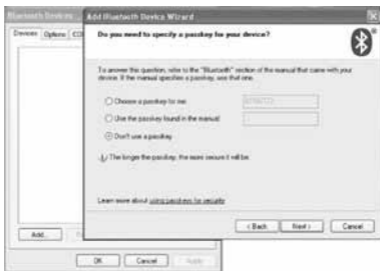 Bluetooth Devices
Add Bluetooth Device Wizard
Devices Options
Do you need to specify a passkey for your device?
To answer this question, refer to the "Bluetooth" section of the manual that came with your
device. If the manual specifies a passkey, use that one.
Choose a passkey for me
Use the passkey found in the manual:
Don't use a passkey
The longer the passkey, the more secure it will be.
Learn more about using passkeys for security.
< Back Next > Cancel
Add...
OK Cancel Apply